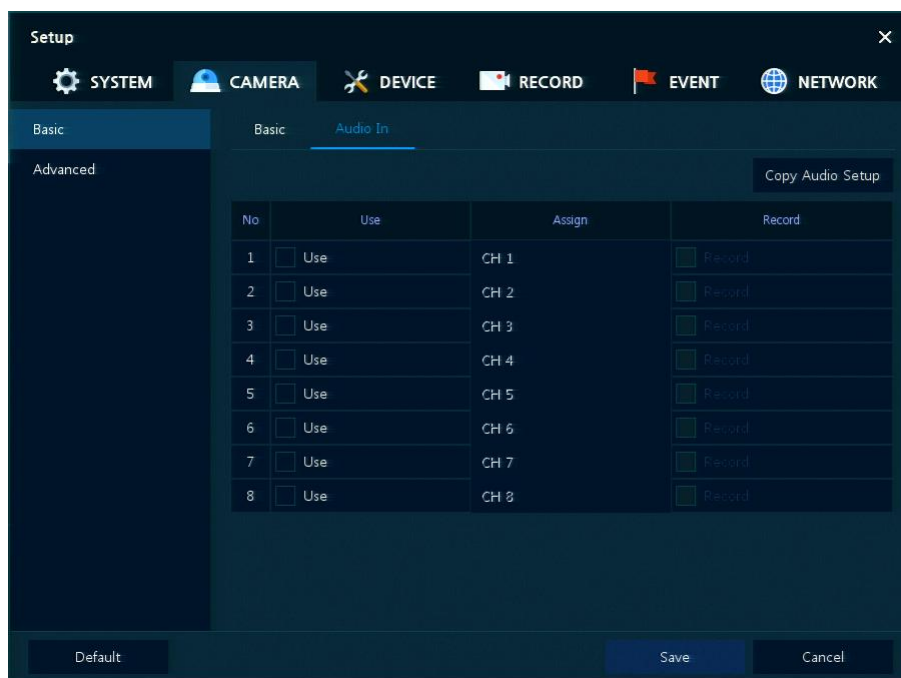 Setup
SYSTEM CAMERA DEVICE RECORD EVENT NETWORK
Basic
Advanced
Basic Audio In
Copy Audio Setup
No Use Assign Record
1 Use CH 1 Record
2 Use CH 2 Record
3 Use CH 3 Record
4 Use CH 4 Record
5 Use CH 5 Record
6 Use CH 6 Record
7 Use CH 7 Record
8 Use CH 8 Record
Default Save Cancel